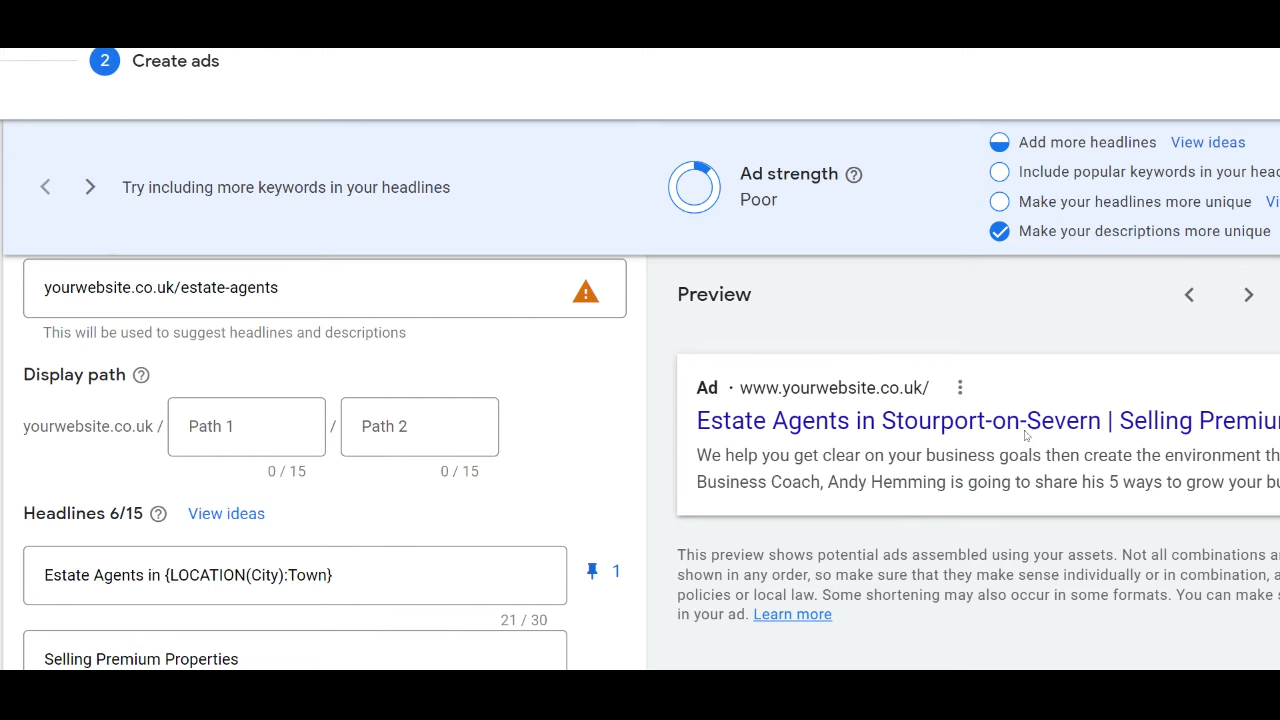 2 Create ads
Try including more keywords in your headlines
Ad strength
Poor
Add more headlines View ideas
Include popular keywords in your head
Make your headlines more unique Vi
Make your descriptions more unique
yourwebsite.co.uk/estate-agents
This will be used to suggest headlines and descriptions
Display path
yourwebsite.co.uk / Path 1 / Path 2
0 / 15 0 / 15
Headlines 6/15 View ideas
Estate Agents in {LOCATION(City):Town} 1
21 / 30
Selling Premium Properties
Preview
Ad · www.yourwebsite.co.uk/
Estate Agents in Stourport-on-Severn | Selling Premiu
We help you get clear on your business goals then create the environment th
Business Coach, Andy Hemming is going to share his 5 ways to grow your bu
This preview shows potential ads assembled using your assets. Not all combinations a
shown in any order, so make sure that they make sense individually or in combination, a
policies or local law. Some shortening may also occur in some formats. You can make s
in your ad. Learn more